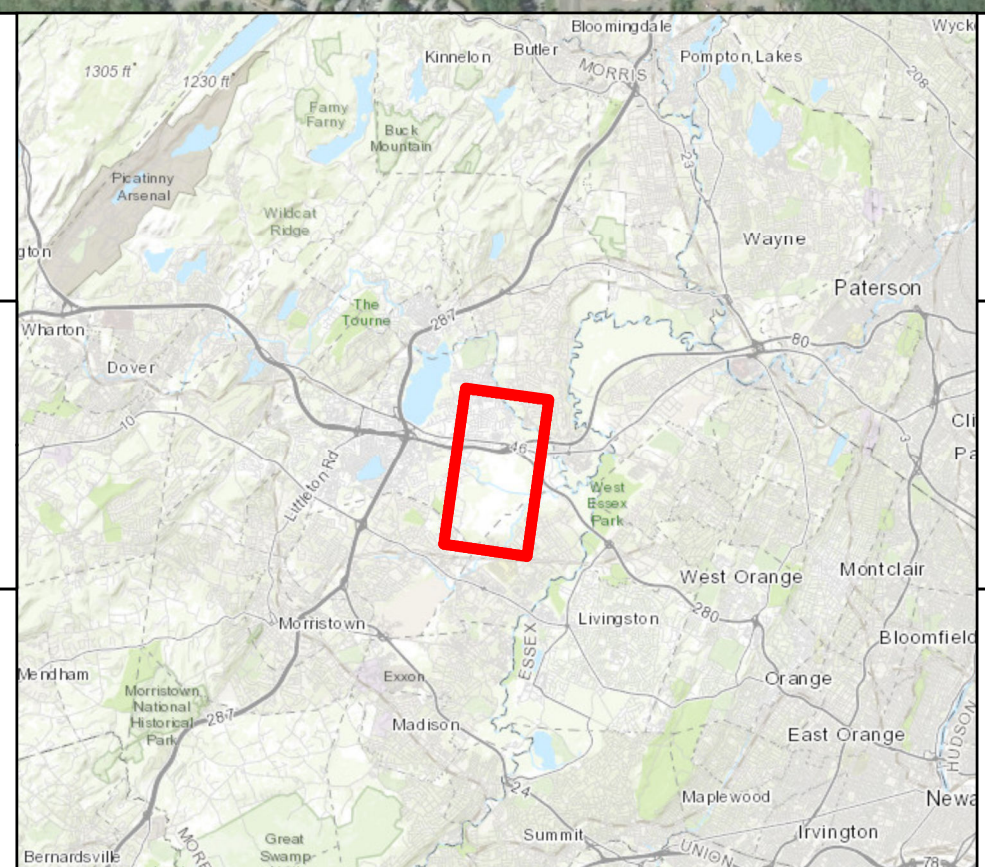 Bloomingdale
Wyck
Kinnelon
Butler
Pompton Lakes
1305 ft
1230 ft
MORRIS
208
Farny
Farny
Buck
Mountain
23
Picatinny
Arsenal
Wildcat
Ridge
gton
Wayne
Paterson
The
Tourne
287
Wharton
80
Dover
10
46
3
Cli
Pa
Littleton Rd
West
Essex
Park
West Orange
Montclair
280
Morristown
Livingston
ESSEX
Bloomfield
Mendham
Exxon
Orange
Morristown
National
Historical
Park
287
Madison
East Orange
HUDSON
24
Maplewood
Newa
Summit
Irvington
Great
Swamp
MORR
UNION
Bernardsville
78